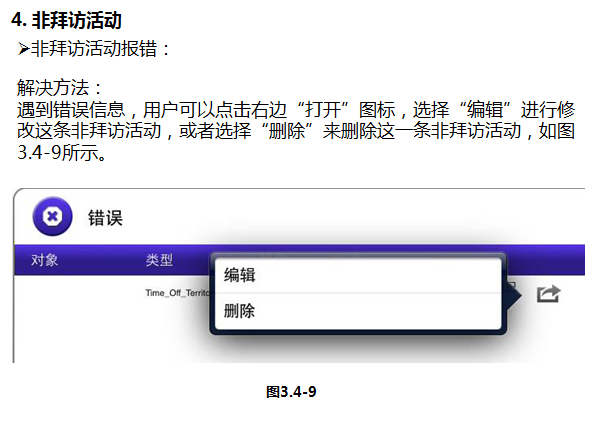 4. 非拜访活动
➢非拜访活动报错：
解决方法：
遇到错误信息，用户可以点击右边“打开”图标，选择“编辑”进行修
改这条非拜访活动，或者选择“删除”来删除这一条非拜访活动，如图
3.4-9所示。
错误
对象 类型
编辑
Time_Off_Territo
删除
图3.4-9